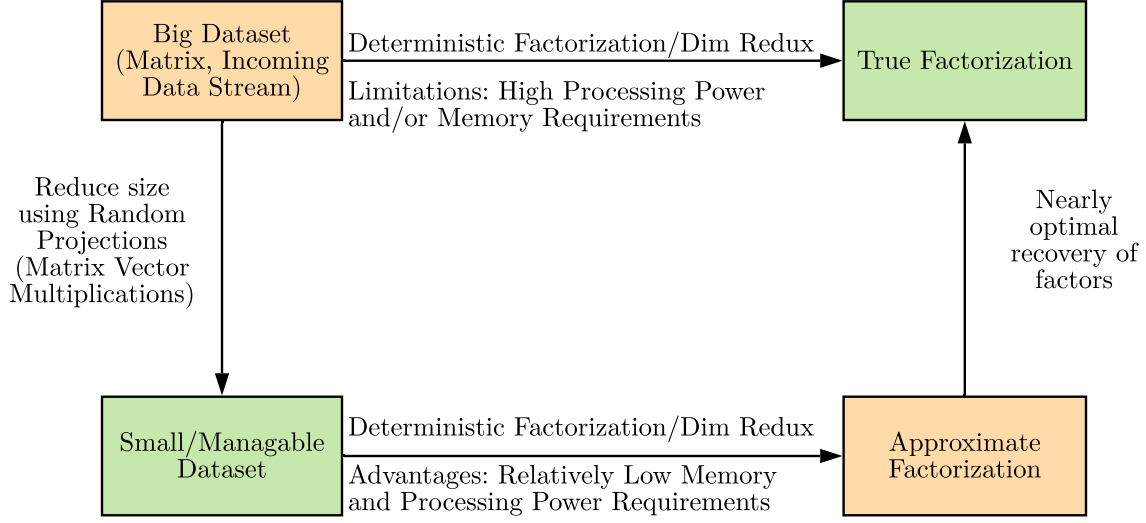 Big Dataset
(Matrix, Incoming
Data Stream)
Deterministic Factorization/Dim Redux
Limitations: High Processing Power
and/or Memory Requirements
True Factorization
Reduce size
using Random
Projections
(Matrix Vector
Multiplications)
Nearly
optimal
recovery of
factors
Small/Managable
Dataset
Deterministic Factorization/Dim Redux
Advantages: Relatively Low Memory
and Processing Power Requirements
Approximate
Factorization